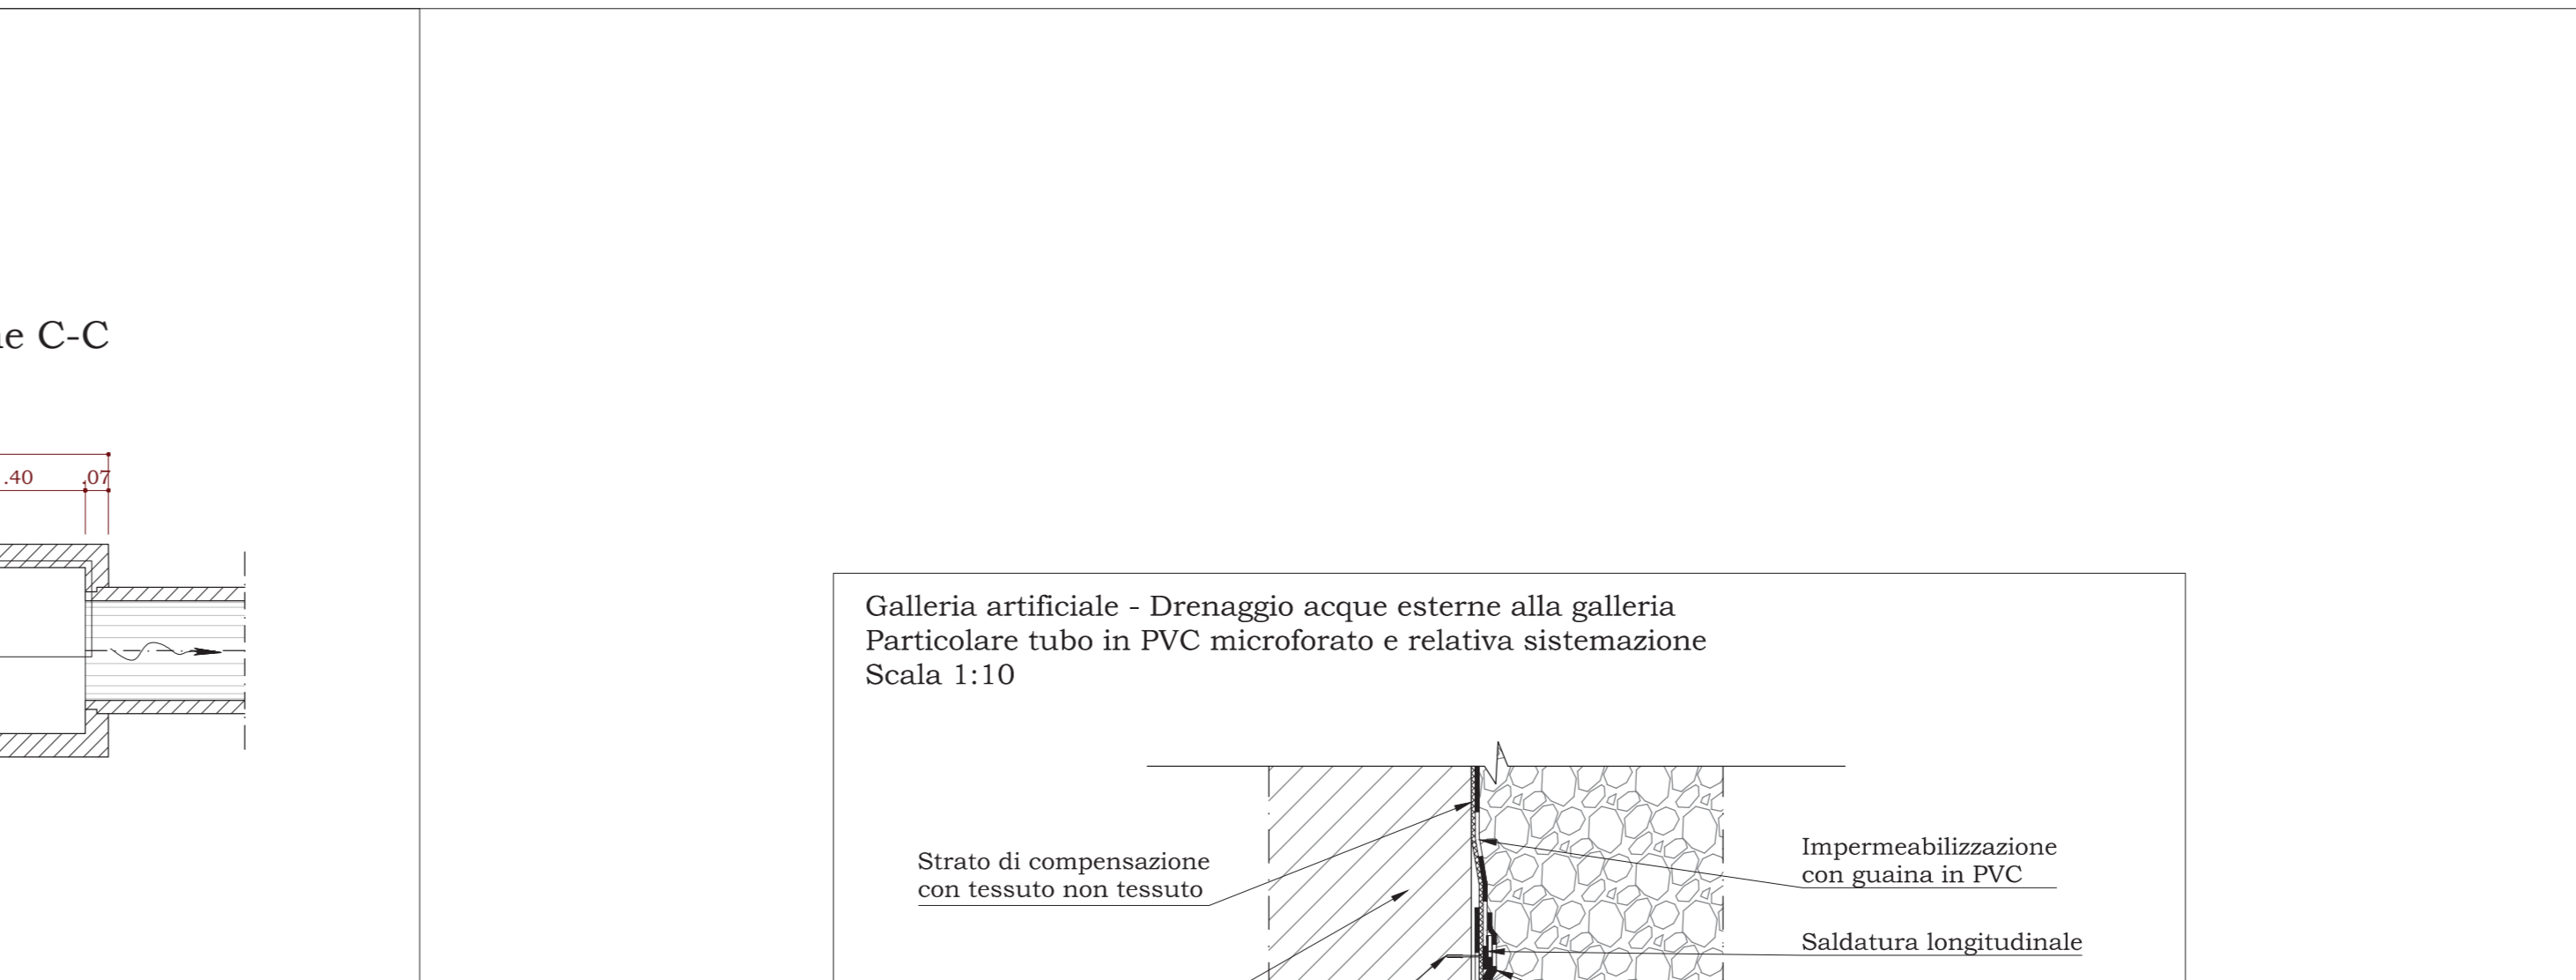 C-C
.40
.07
Galleria artificiale - Drenaggio acque esterne alla galleria
Particolare tubo in PVC microforato e relativa sistemazione
Scala 1:10
Strato di compensazione
con tessuto non tessuto
Impermeabilizzazione
con guaina in PVC
Saldatura longitudinale